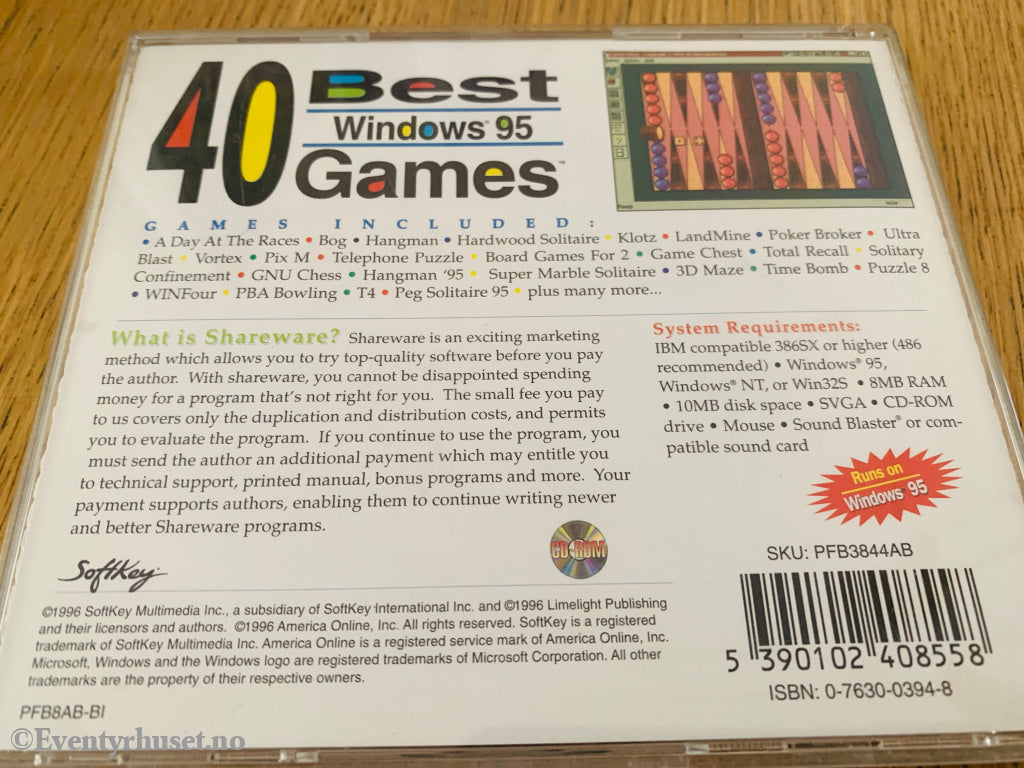 40 Best
Windows® 95
Games™
GAMES INCLUDED:
• A Day At The Races • Bog • Hangman • Hardwood Solitaire • Klotz • LandMine • Poker Broker • Ultra
Blast • Vortex • Pix M • Telephone Puzzle • Board Games For 2 • Game Chest • Total Recall • Solitary
Confinement • GNU Chess • Hangman '95 • Super Marble Solitaire • 3D Maze • Time Bomb • Puzzle 8
• WINFour • PBA Bowling • T4 • Peg Solitaire 95 • plus many more...
What is Shareware? Shareware is an exciting marketing
method which allows you to try top-quality software before you pay
the author. With shareware, you cannot be disappointed spending
money for a program that's not right for you. The small fee you pay
to us covers only the duplication and distribution costs, and permits
you to evaluate the program. If you continue to use the program, you
must send the author an additional payment which may entitle you
to technical support, printed manual, bonus programs and more. Your
payment supports authors, enabling them to continue writing newer
and better Shareware programs.
System Requirements:
IBM compatible 386SX or higher (486
recommended) • Windows® 95,
Windows® NT, or Win32S • 8MB RAM
• 10MB disk space • SVGA • CD-ROM
drive • Mouse • Sound Blaster® or com-
patible sound card
Runs on
Windows® 95
CD-ROM
SoftKey
©1996 SoftKey Multimedia Inc., a subsidiary of SoftKey International Inc. and ©1996 Limelight Publishing
and their licensors and authors. ©1996 America Online, Inc. All rights reserved. SoftKey is a registered
trademark of SoftKey Multimedia Inc. America Online is a registered service mark of America Online, Inc.
Microsoft, Windows and the Windows logo are registered trademarks of Microsoft Corporation. All other
trademarks are the property of their respective owners.
PFB8AB-BI
SKU: PFB3844AB
5 390102 408558
ISBN: 0-7630-0394-8
©Eventyrhuset.no